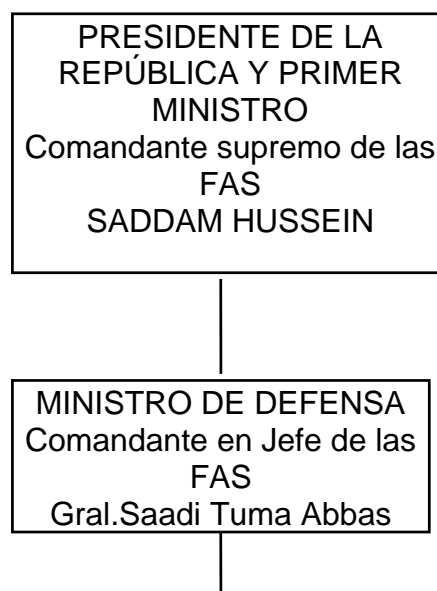 PRESIDENTE DE LA
REPÚBLICA Y PRIMER
MINISTRO
Comandante supremo de las
FAS
SADDAM HUSSEIN
MINISTRO DE DEFENSA
Comandante en Jefe de las
FAS
Gral.Saadi Tuma Abbas